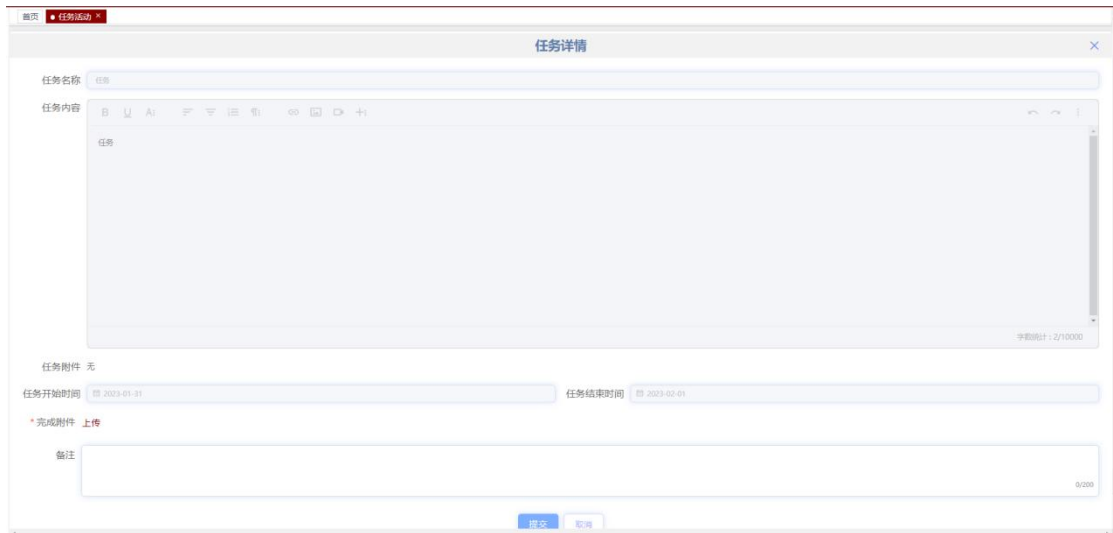 首页 任务活动 ×
任务详情
任务名称 任务
任务内容 B U A
任务
字数统计：2/10000
任务附件 无
任务开始时间 2023-01-31 任务结束时间 2023-02-01
*完成附件 上传
备注
0/200
提交 取消